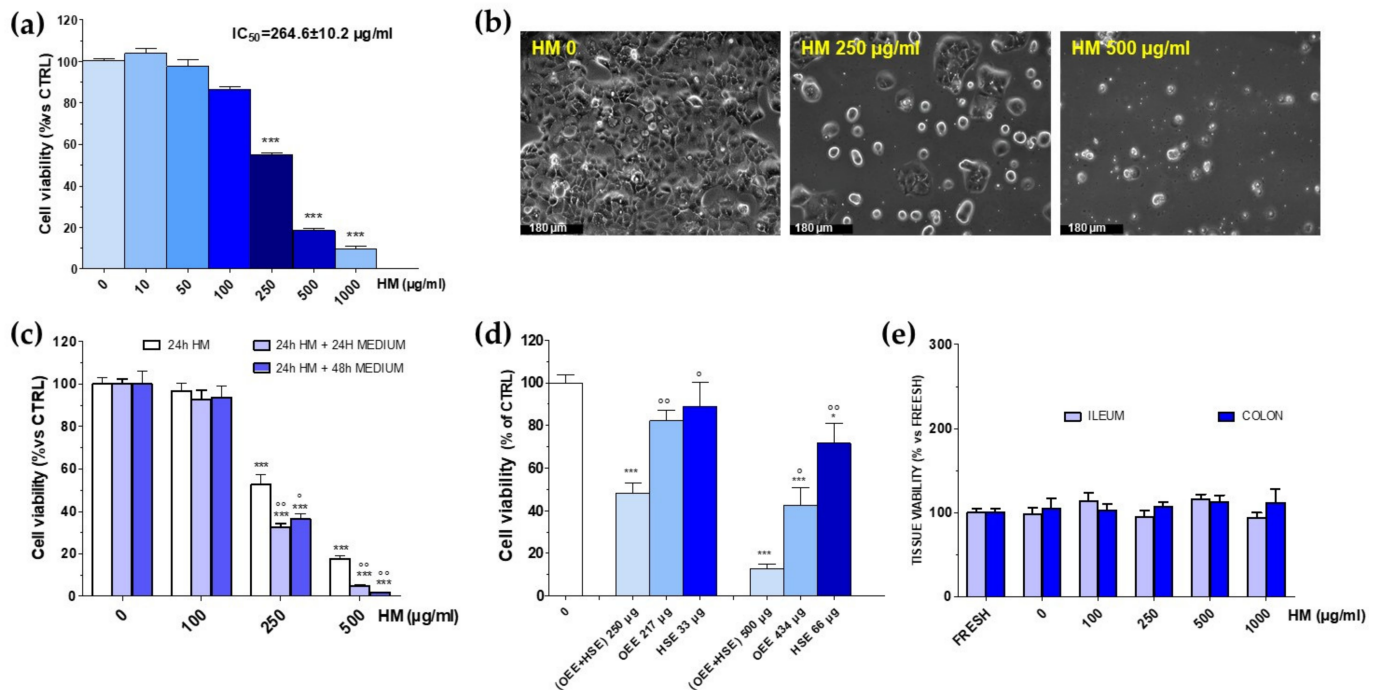 (a)
IC50=264.6±10.2 µg/ml
Cell viability (%vs CTRL)
120
100
80
60
40
20
0
0 10 50 100 250 500 1000 HM (µg/ml)
***
***
***
(b)
HM 0
180 µm
HM 250 µg/ml
180 µm
HM 500 µg/ml
180 µm
(c)
24h HM
24h HM + 24H MEDIUM
24h HM + 48h MEDIUM
Cell viability (%vs CTRL)
120
100
80
60
40
20
0
***
°°
***
°
***
***
°°
***
°°
***
0 100 250 500 HM (µg/ml)
(d)
Cell viability (% of CTRL)
120
100
80
60
40
20
0
***
°°
°
***
°
***
°°
*
0
(OEE+HSE) 250 µg
OEE 217 µg
HSE 33 µg
(OEE+HSE) 500 µg
OEE 434 µg
HSE 66 µg
(e)
ILEUM
COLON
TISSUE VIABILITY (% vs FREESH)
300
200
100
0
FRESH 0 100 250 500 1000 HM (µg/ml)